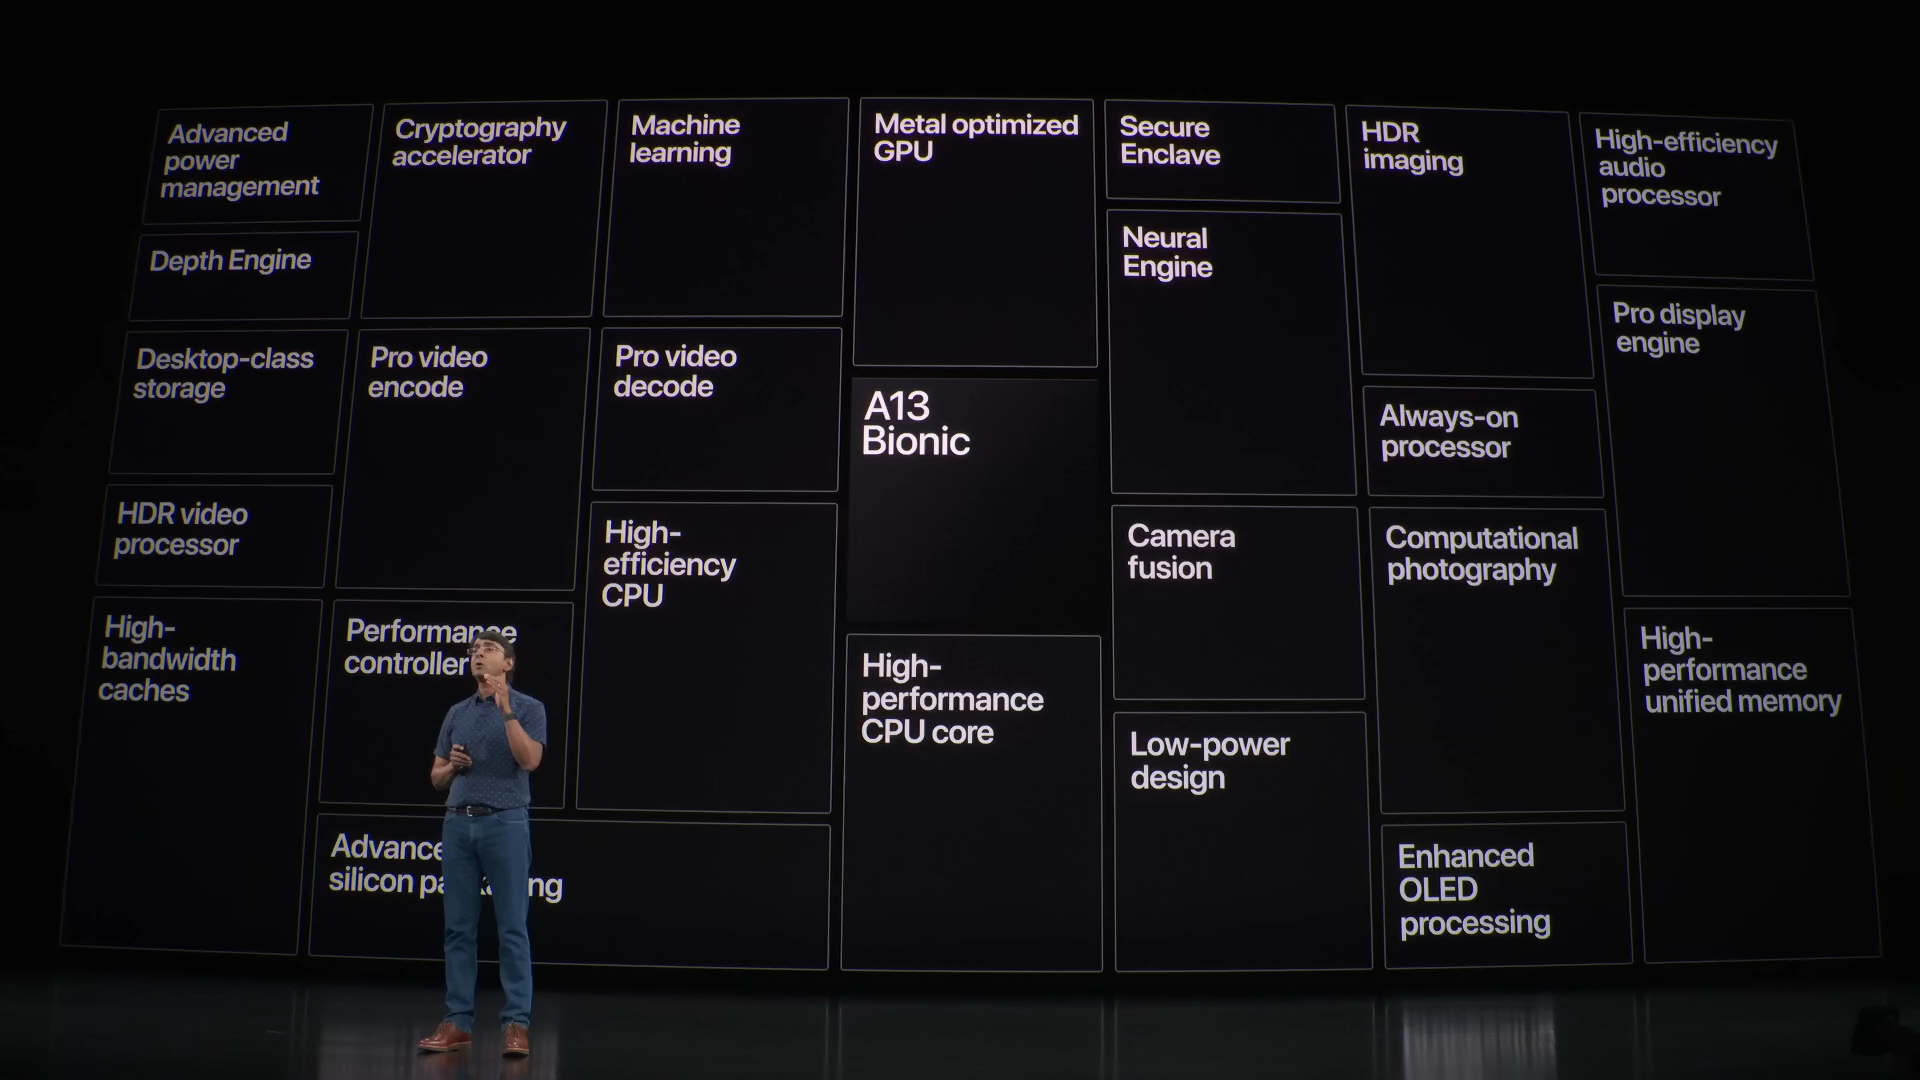 Advanced
power
management
Depth Engine
Desktop-class
storage
HDR video
processor
High-
bandwidth
caches
Cryptography
accelerator
Pro video
encode
Performance
controller
silicon
Machine
learning
Pro video
decode
High-
efficiency
CPU
Metal optimized
GPU
A13
Bionic
High-
performance
CPU core
Secure
Enclave
Neural
Engine
Camera
fusion
Low-power
design
HDR
imaging
Always-on
processor
Computational
photography
Enhanced
OLED
processing
High-efficiency
audio
processor
Pro display
engine
High-
performance
unified memory